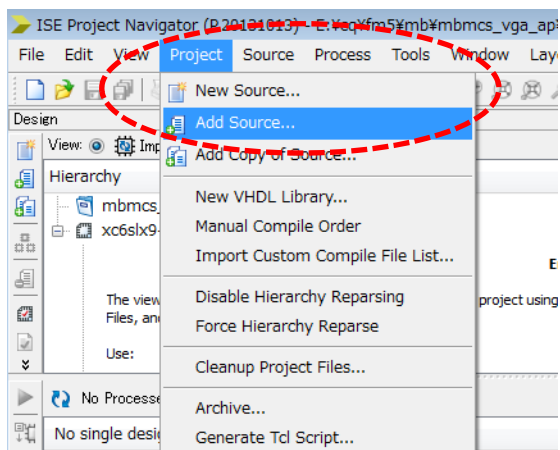 ISE Project Navigator (P.20131013) - E:¥cq¥fm5¥mb¥mbmcs_vga_ap¥
File Edit View Project Source Process Tools Window Lay
New Source...
Design
Add Source...
View: Imp
Add Copy of Source...
Hierarchy
mbmcs_
New VHDL Library...
xc6slx9-
Manual Compile Order
Import Custom Compile File List...
The view
Disable Hierarchy Reparsing
project using
Files, and
Force Hierarchy Reparse
Use:
Cleanup Project Files...
No Processe
Archive...
No single desig
Generate Tcl Script...